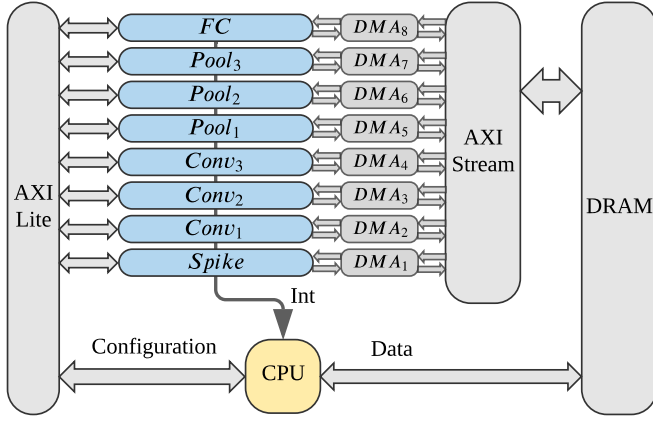 AXI
Lite
FC
DMA₈
Pool₃
DMA₇
Pool₂
DMA₆
Pool₁
DMA₅
Conv₃
DMA₄
Conv₂
DMA₃
Conv₁
DMA₂
Spike
DMA₁
AXI
Stream
DRAM
Int
Configuration
CPU
Data